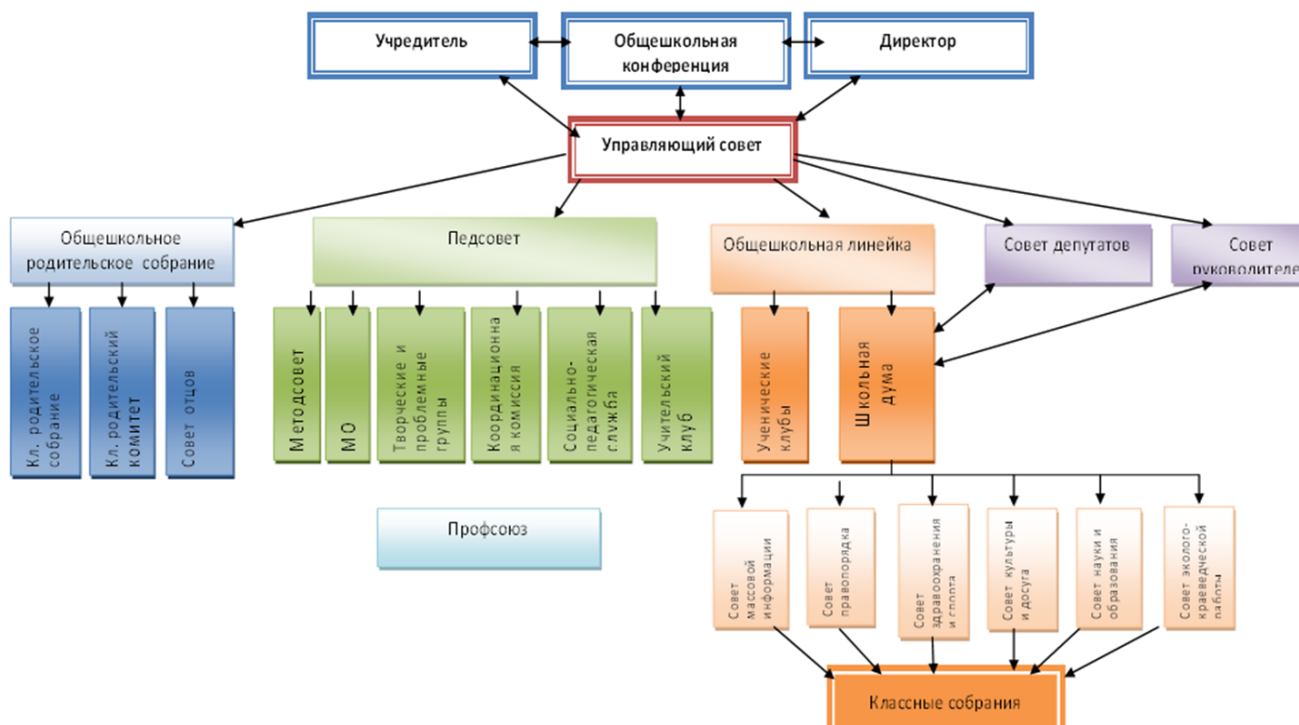 Учредитель
Общешкольная
конференция
Директор
Управляющий совет
Общешкольное
родительское собрание
Педсовет
Общешкольная линейка
Совет депутатов
Совет
руководителе
Кл. родительское
собрание
Кл. родительский
комитет
Совет отцов
Методсовет
МО
Творческие и
проблемные
группы
Координационна
я комиссия
Социально-
педагогическая
служба
Учительский
клуб
Ученические
клубы
Школьная
дума
Профсоюз
Совет
массовой
информации
Совет
правопорядка
Совет
здравоохранения
и спорта
Совет культуры
и досуга
Совет науки и
образования
Совет эколого-
краеведческой
работы
Классные собрания